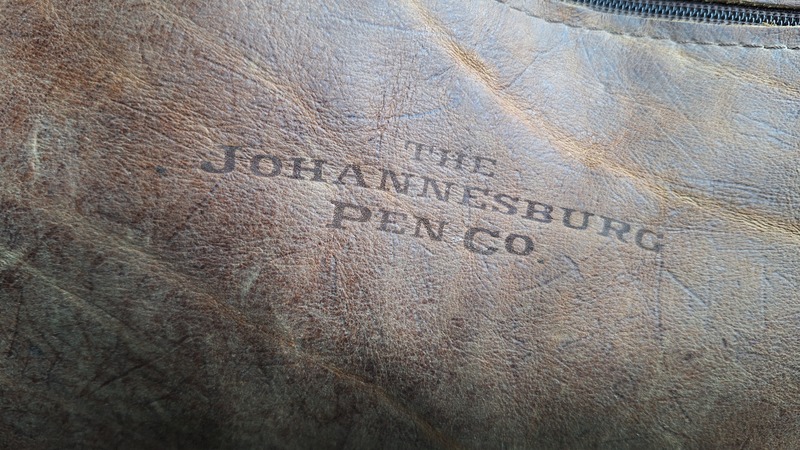 THE
JOHANNESBURG
PEN CO.